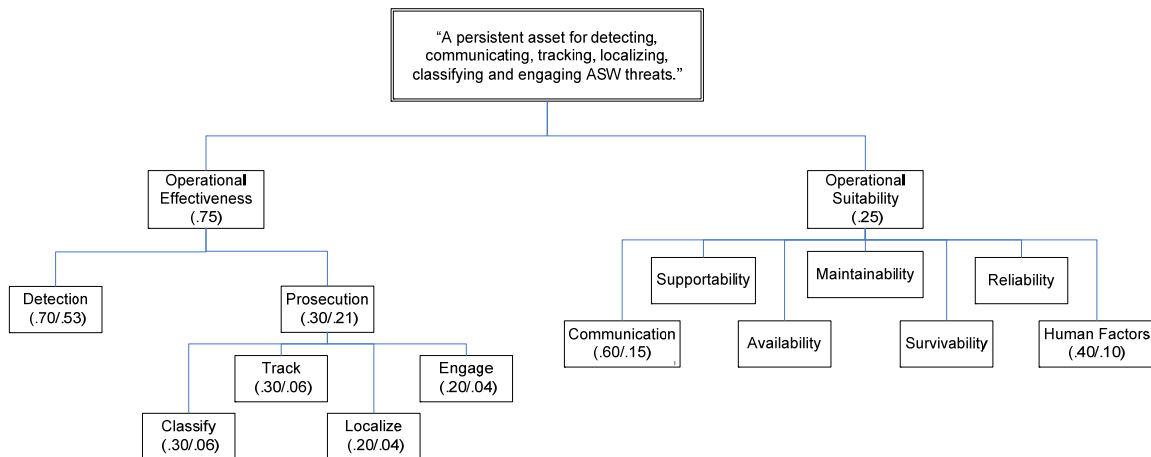 “A persistent asset for detecting,
communicating, tracking, localizing,
classifying and engaging ASW threats.”
Operational
Effectiveness
(.75)
Operational
Suitability
(.25)
Detection
(.70/.53)
Prosecution
(.30/.21)
Classify
(.30/.06)
Track
(.30/.06)
Localize
(.20/.04)
Engage
(.20/.04)
Communication
(.60/.15)
Supportability
Availability
Maintainability
Survivability
Reliability
Human Factors
(.40/.10)